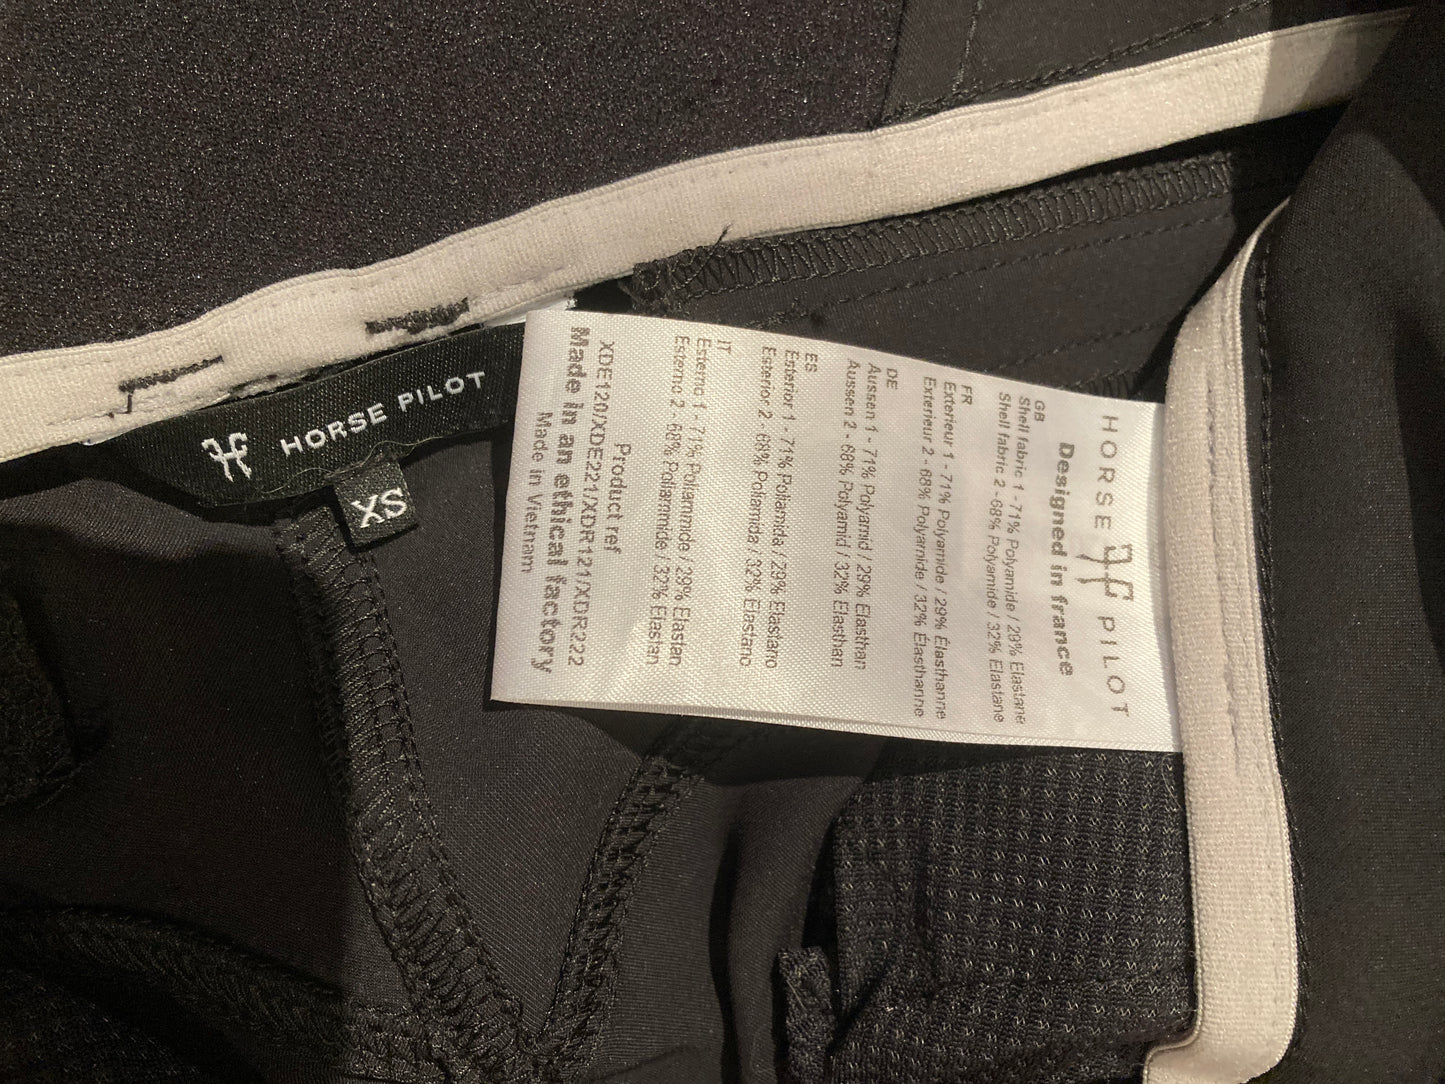 HORSE PILOT
XS
HORSE PILOT
Designed in france
GB
Shell fabric 1 -71% Polyamide / 29% Elastane
Shell fabric 2 -68% Polyamide / 32% Elastane
FR
Exterieur 1 - 71% Polyamide / 29% Élasthanne
Exterieur 2 - 68% Polyamide / 32% Élasthanne
DE
Aussen 1 - 71% Polyamid / 29% Elasthan
Aussen 2 - 68% Polyamid / 32% Elasthan
ES
Esterior 1 - 71% Poliamida / 29% Elastano
Esterior 2 - 68% Poliamida / 32% Elastano
IT
Esterno 1 - 71% Poliammide / 29% Elastan
Esterno 2 - 68% Poliammide / 32% Elastan
Product ref
XDE120/XDE221/XDR121/XDR222
Made in an ethical factory
Made in Vietnam